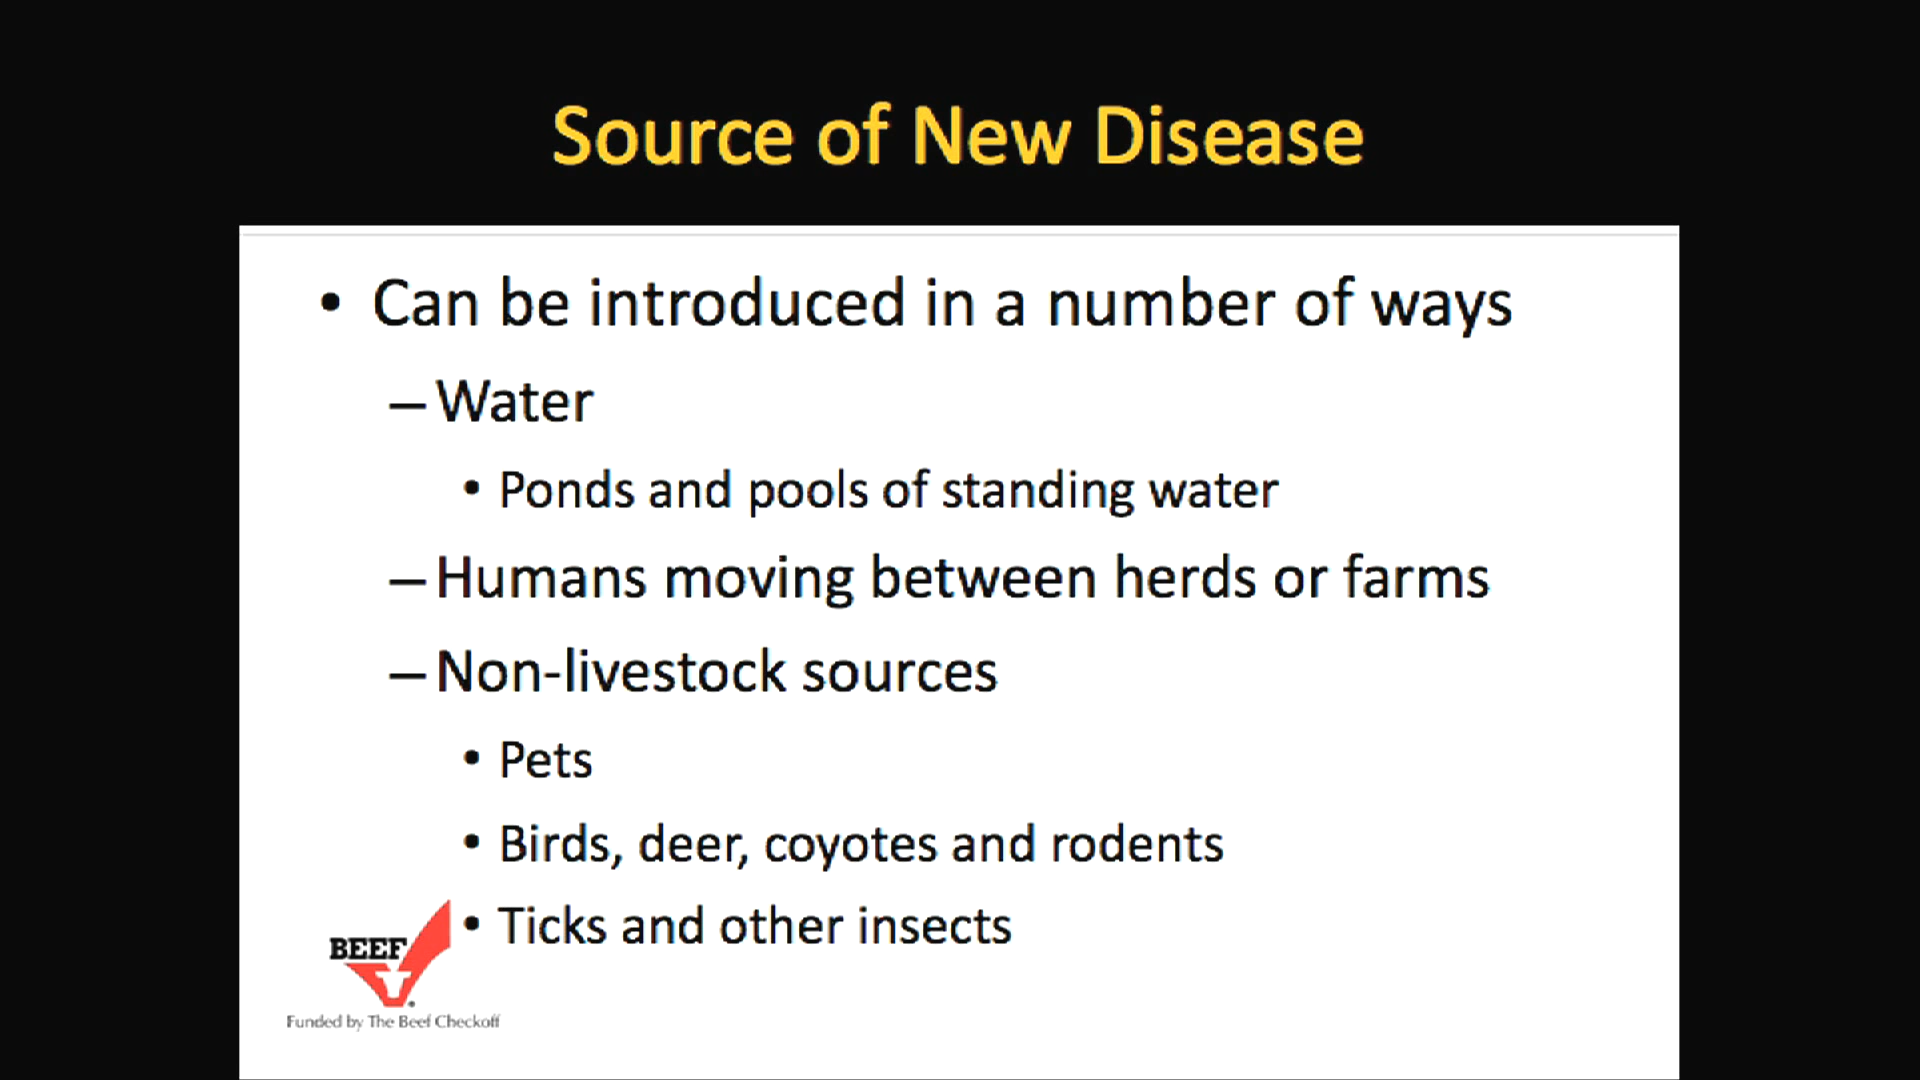 Source of New Disease
• Can be introduced in a number of ways
– Water
• Ponds and pools of standing water
– Humans moving between herds or farms
– Non-livestock sources
• Pets
• Birds, deer, coyotes and rodents
• Ticks and other insects
BEEF
Funded by The Beef Checkoff